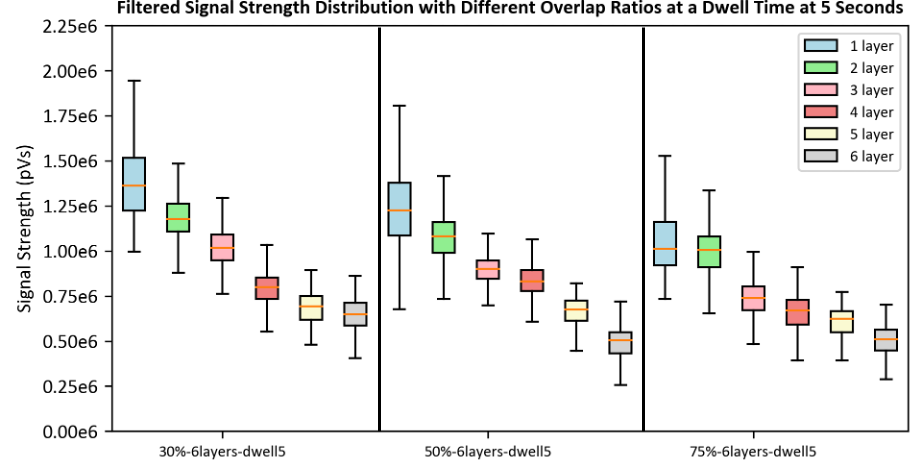 Filtered Signal Strength Distribution with Different Overlap Ratios at a Dwell Time at 5 Seconds
Signal Strength (pVs)
2.25e6
2.00e6
1.75e6
1.50e6
1.25e6
1.00e6
0.75e6
0.50e6
0.25e6
0.00e6
1 layer
2 layer
3 layer
4 layer
5 layer
6 layer
30%-6layers-dwell5
50%-6layers-dwell5
75%-6layers-dwell5